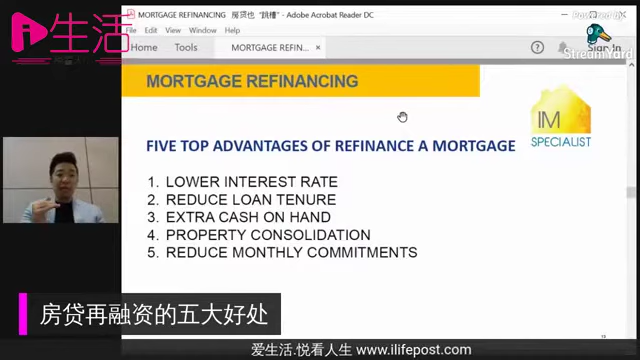 MORTGAGE REFINANCING 房贷也 "跳槽" - Adobe Acrobat Reader DC
Powered by
File Edit View Window Help
i生活
Home Tools MORTGAGE REFIN... × ? Sign In
StreamYard
MORTGAGE REFINANCING
IM
SPECIALIST
FIVE TOP ADVANTAGES OF REFINANCE A MORTGAGE
1. LOWER INTEREST RATE
2. REDUCE LOAN TENURE
3. EXTRA CASH ON HAND
4. PROPERTY CONSOLIDATION
5. REDUCE MONTHLY COMMITMENTS
房贷再融资的五大好处
爱生活.悦看人生 www.ilifepost.com